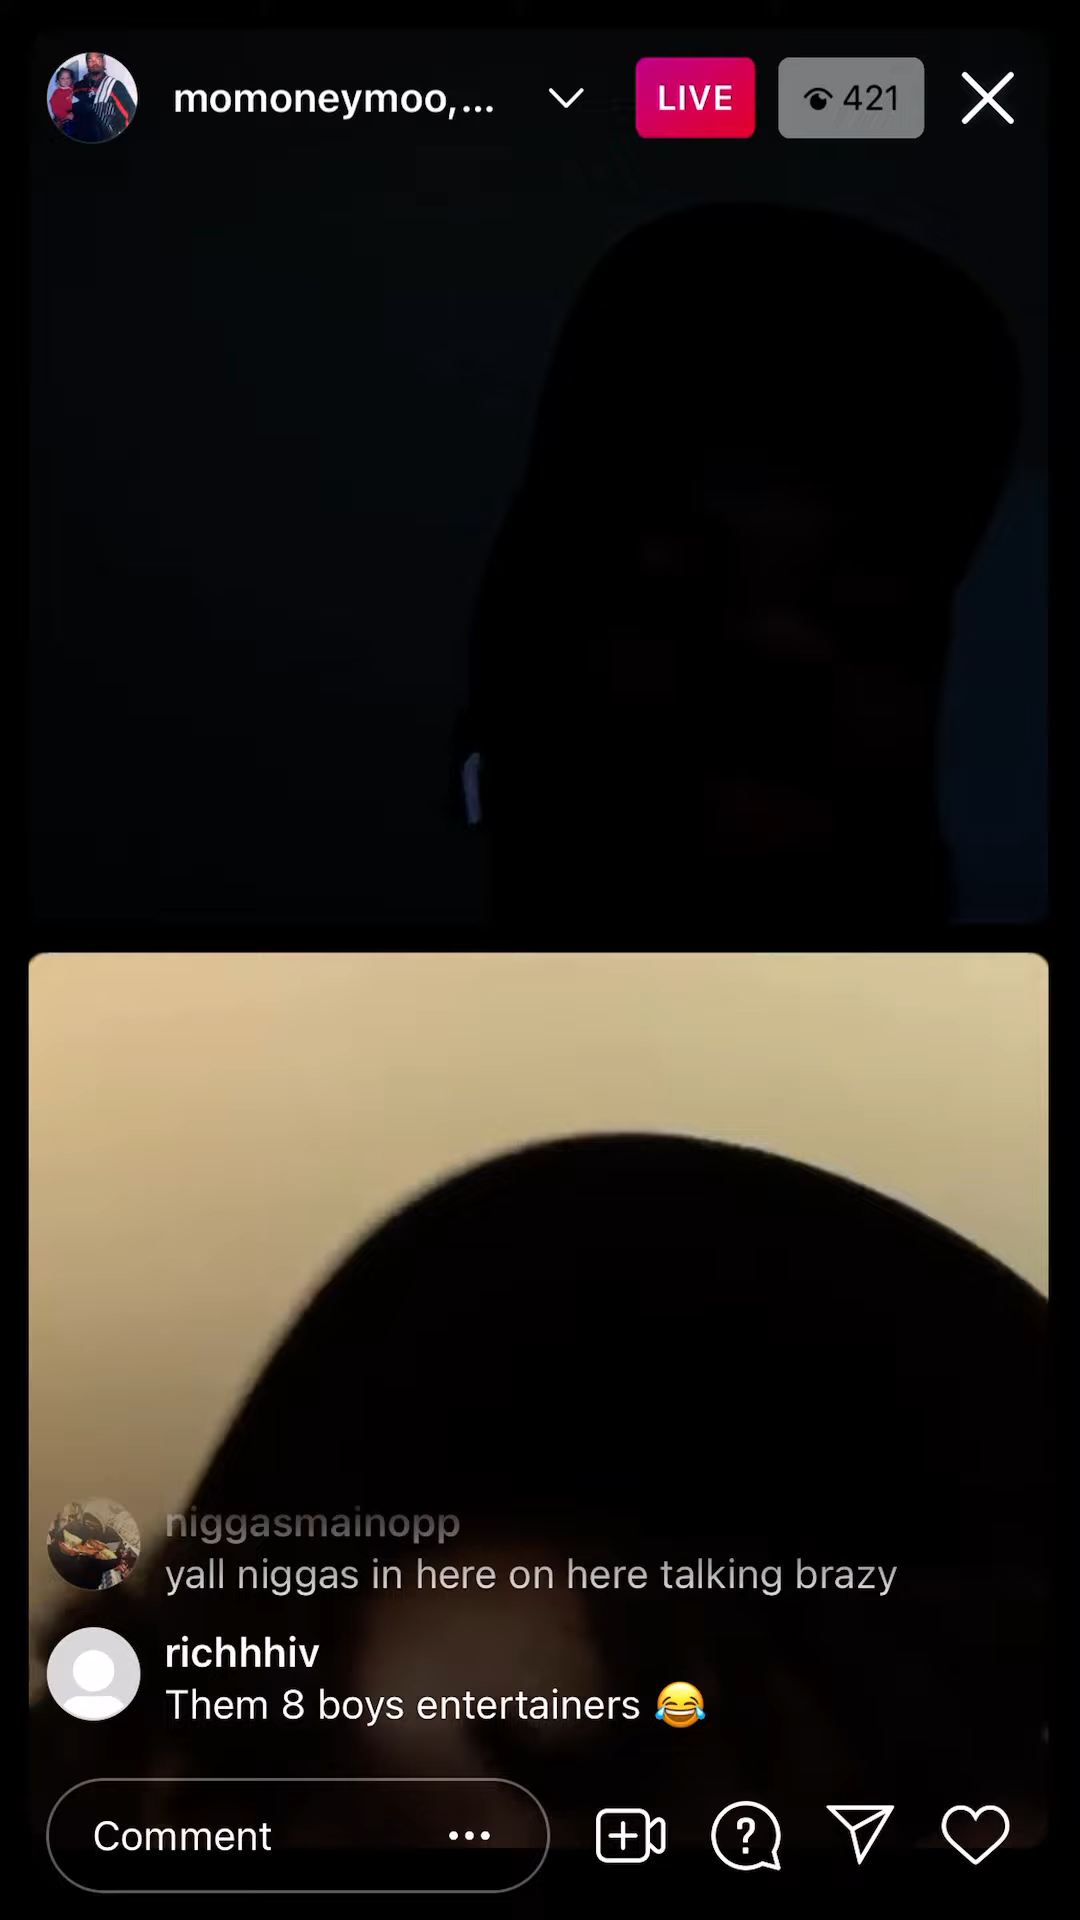 momoneymoo,...
LIVE
421
niggasmainopp
yall niggas in here on here talking brazy
richhhiv
Them 8 boys entertainers 😂
Comment